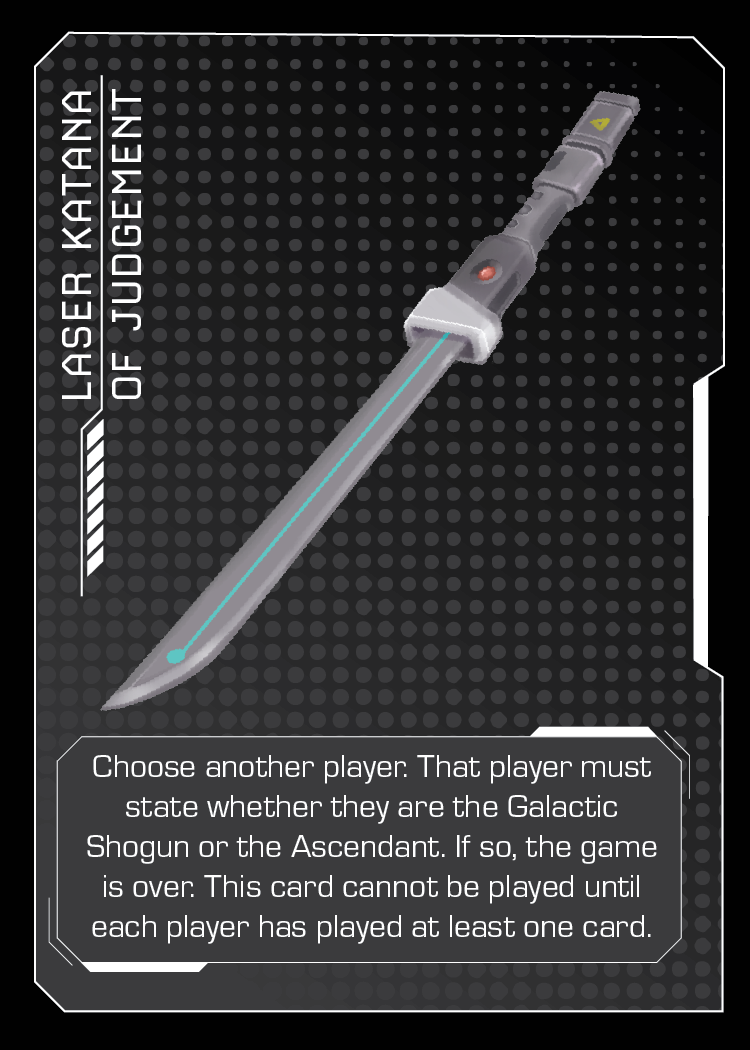 LASER KATANA
OF JUDGEMENT
Choose another player. That player must
state whether they are the Galactic
Shogun or the Ascendant. If so, the game
is over. This card cannot be played until
each player has played at least one card.